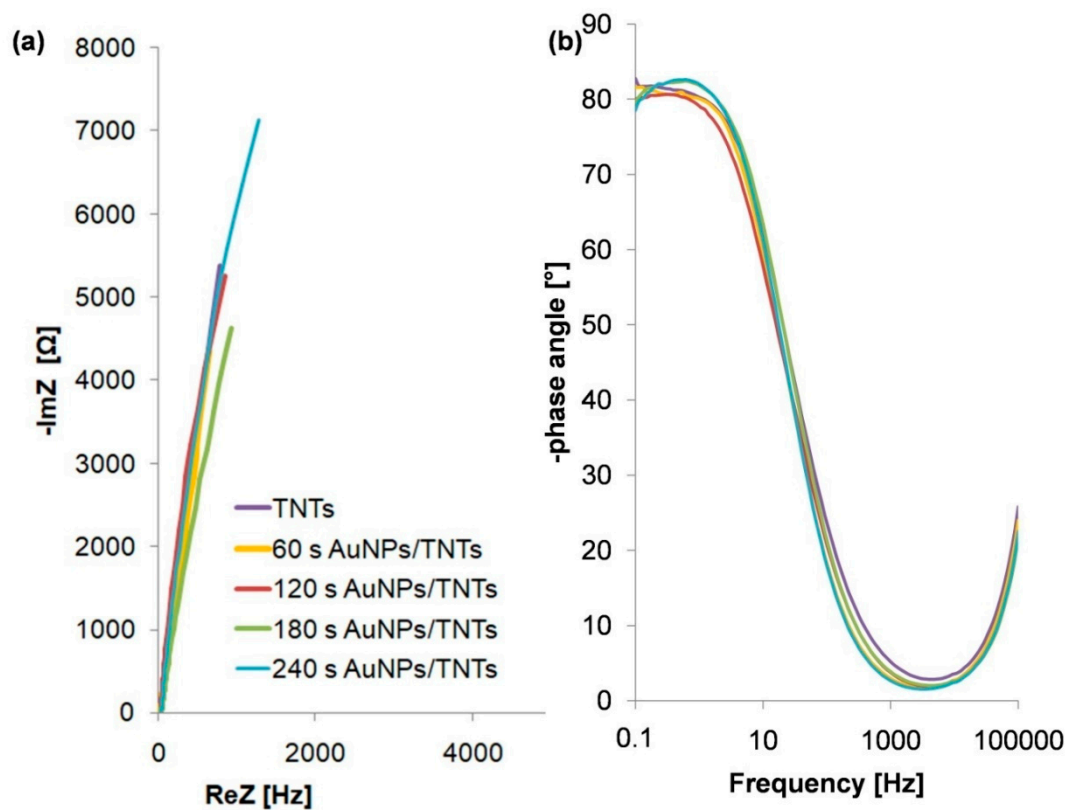 (a)
8000
7000
6000
5000
4000
3000
2000
1000
0
-ImZ [Ω]
TNTs
60 s AuNPs/TNTs
120 s AuNPs/TNTs
180 s AuNPs/TNTs
240 s AuNPs/TNTs
0 2000 4000
ReZ [Hz]
(b)
90
80
70
60
50
40
30
20
10
0
-phase angle [°]
0.1 10 1000 100000
Frequency [Hz]